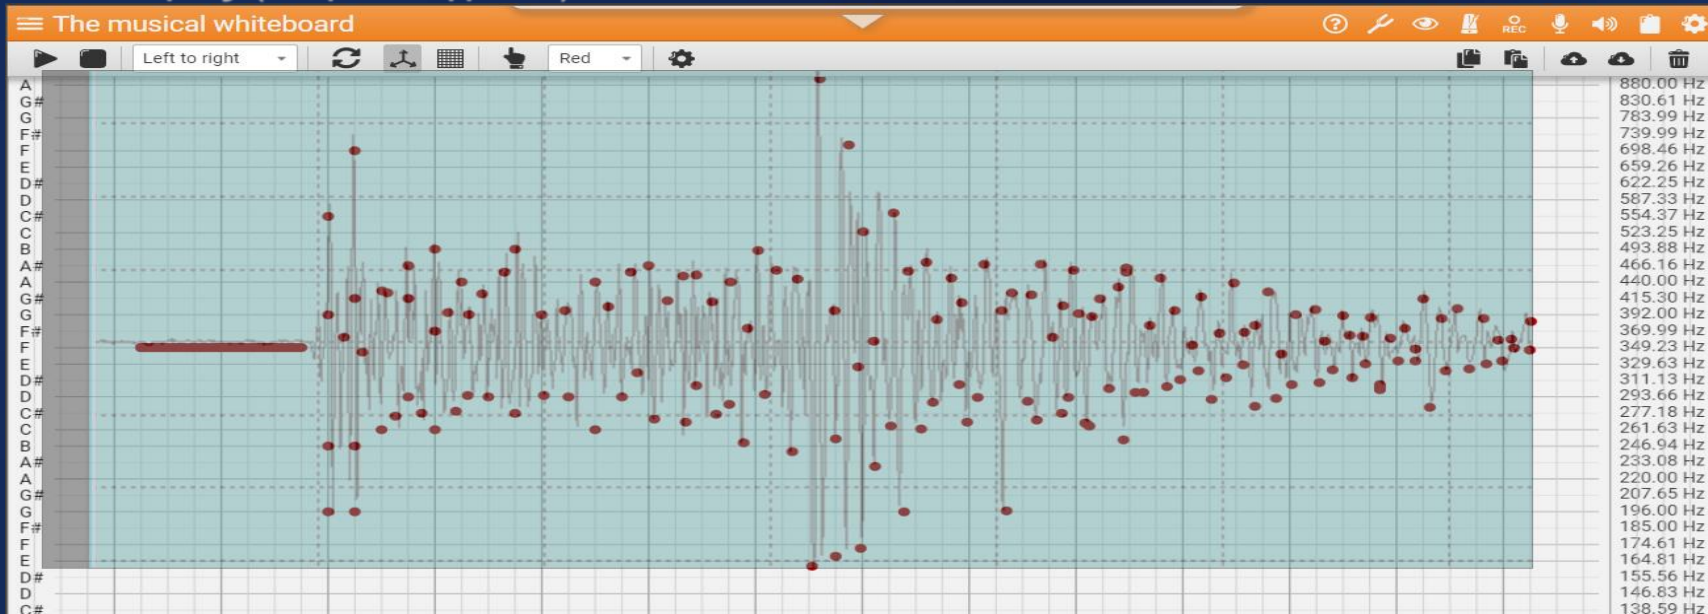 The musical whiteboard
REC
Left to right
Red
A 880.00 Hz
G# 830.61 Hz
G 783.99 Hz
F# 739.99 Hz
F 698.46 Hz
E 659.26 Hz
D# 622.25 Hz
D 587.33 Hz
C# 554.37 Hz
C 523.25 Hz
B 493.88 Hz
A# 466.16 Hz
A 440.00 Hz
G# 415.30 Hz
G 392.00 Hz
F# 369.99 Hz
F 349.23 Hz
E 329.63 Hz
D# 311.13 Hz
D 293.66 Hz
C# 277.18 Hz
C 261.63 Hz
B 246.94 Hz
A# 233.08 Hz
A 220.00 Hz
G# 207.65 Hz
G 196.00 Hz
F# 185.00 Hz
F 174.61 Hz
E 164.81 Hz
D# 155.56 Hz
D 146.83 Hz
C# 138.59 Hz